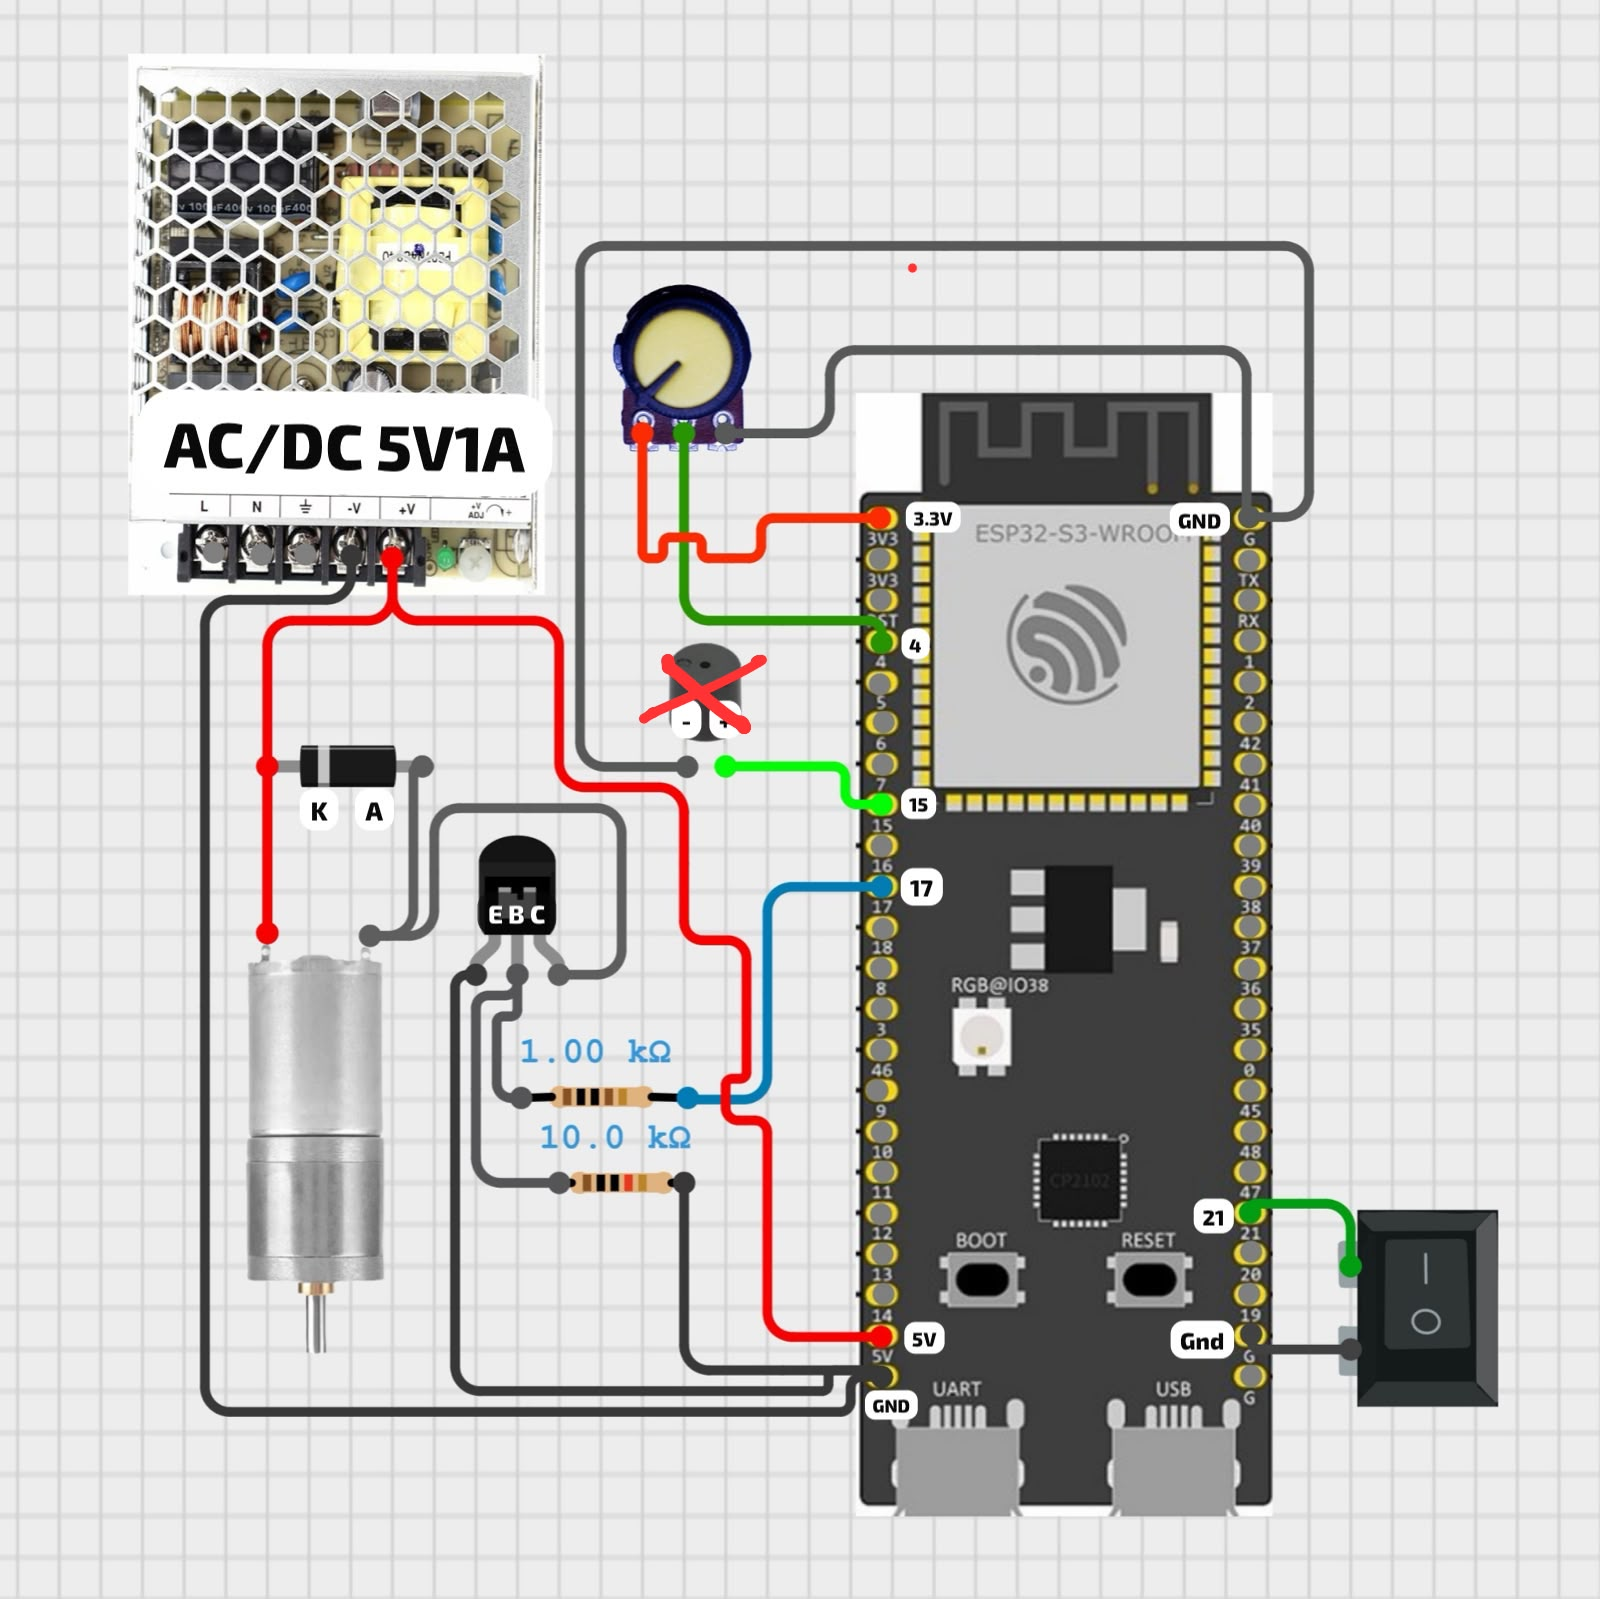 AC/DC 5V1A
L N -V +V
+V
ADJ
3.3V
GND
ESP32-S3-WROOM
3V3
3V3
RST
4
4
5
6
7
15
15
16
17
17
18
8
3
46
9
10
11
12
13
14
5V
5V
GND
G
TX
RX
1
2
42
41
40
39
38
37
36
35
0
45
48
47
21
21
20
19
Gnd
G
G
- +
K A
E B C
1.00 kΩ
10.0 kΩ
RGB@IO38
CP2102
BOOT RESET
UART USB